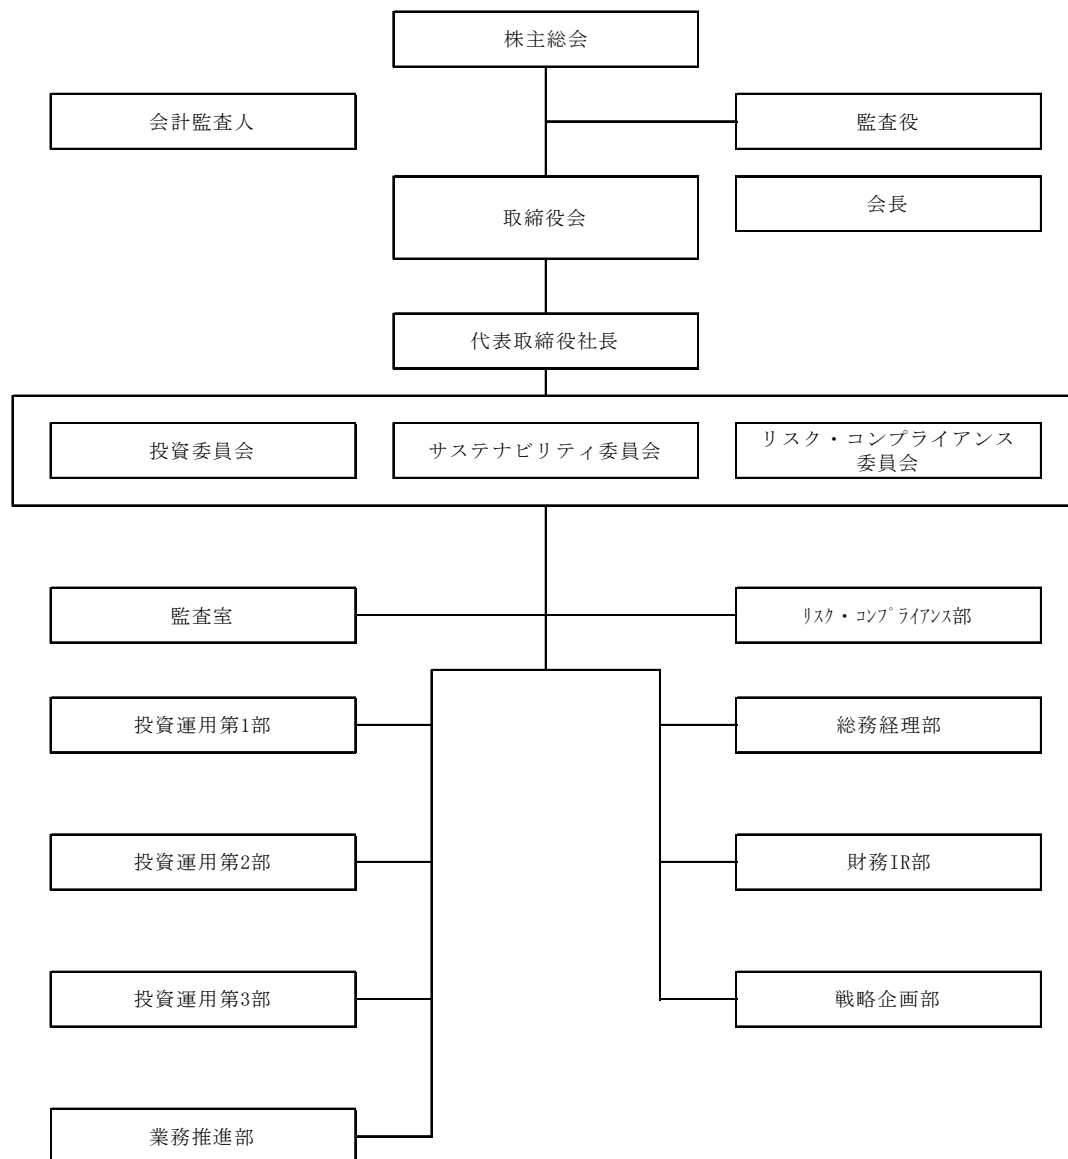 株主総会
会計監査人
監査役
取締役会
会長
代表取締役社長
投資委員会
サステナビリティ委員会
リスク・コンプライアンス
委員会
監査室
ﾘｽｸ・ｺﾝﾌﾟﾗｲｱﾝｽ部
投資運用第1部
総務経理部
投資運用第2部
財務IR部
投資運用第3部
戦略企画部
業務推進部